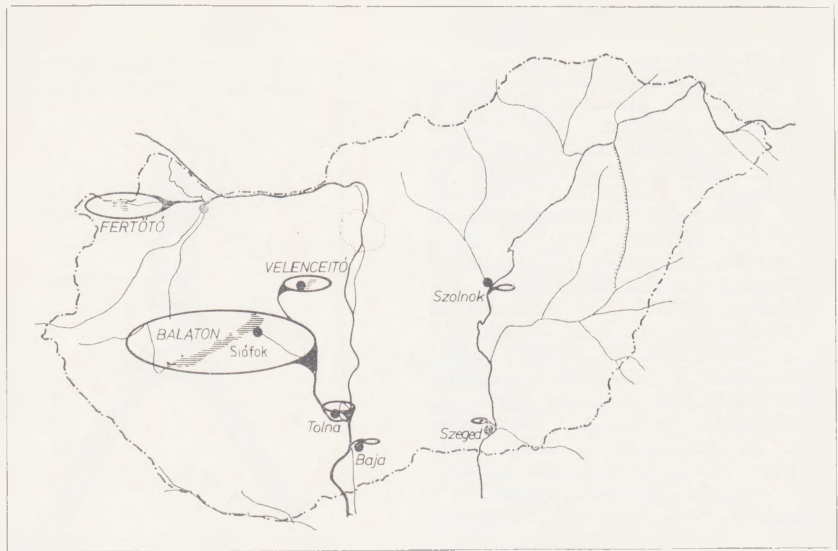 FERTŐTÓ
VELENCEITÓ
Szolnok
BALATON
Siófok
Tolna
Szeged
Baja